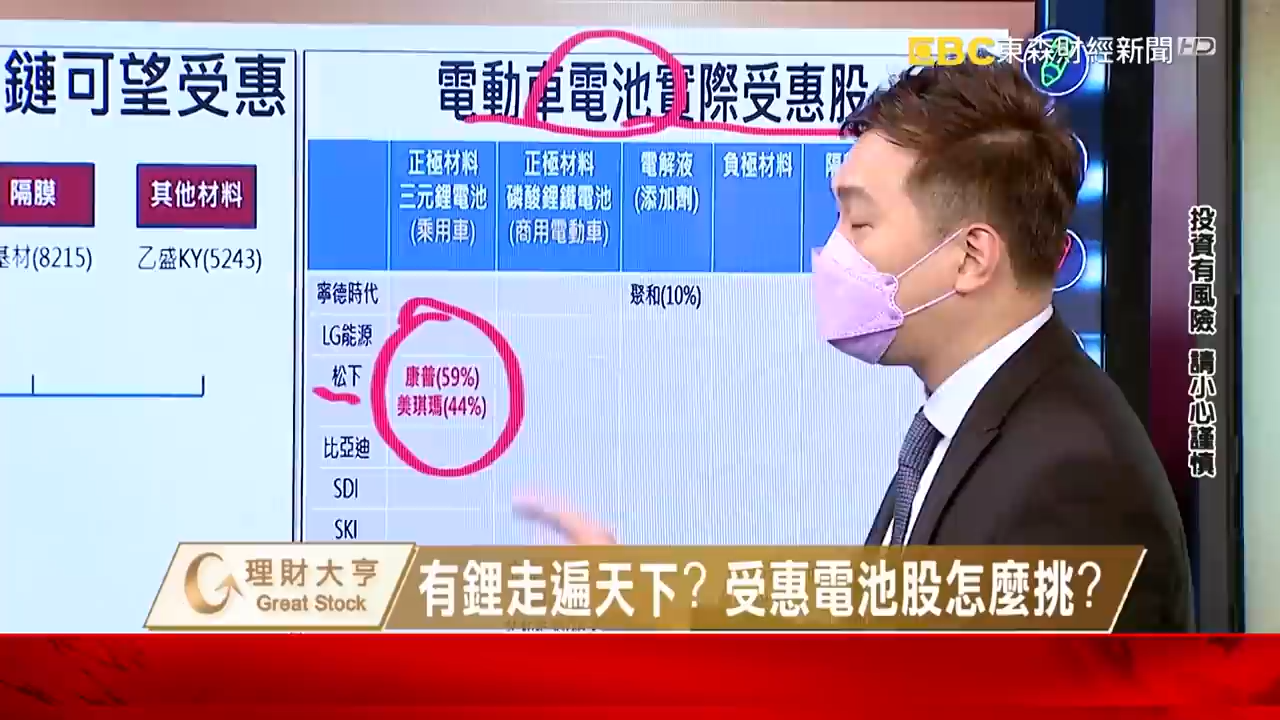 EBC 東森財經新聞 HD
鏈可望受惠
隔膜
其他材料
基材(8215)
乙盛KY(5243)
電動車電池實際受惠股
正極材料
三元鋰電池
(乘用車)
正極材料
磷酸鋰鐵電池
(商用電動車)
電解液
(添加劑)
負極材料
隔
寧德時代
聚和(10%)
LG能源
松下
康普(59%)
美琪瑪(44%)
比亞迪
SDI
SKI
投資有風險 請小心謹慎
理財大亨
Great Stock
有鋰走遍天下? 受惠電池股怎麼挑?